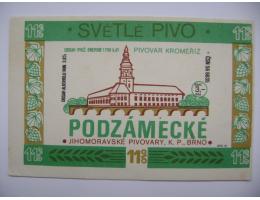 11%
SVĚTLÉ PIVO
11%
PIVOVAR KROMĚŘÍŽ
PODZÁMECKÉ
JIHOMORAVSKÉ PIVOVARY, K. P., BRNO
11%
11%
11%